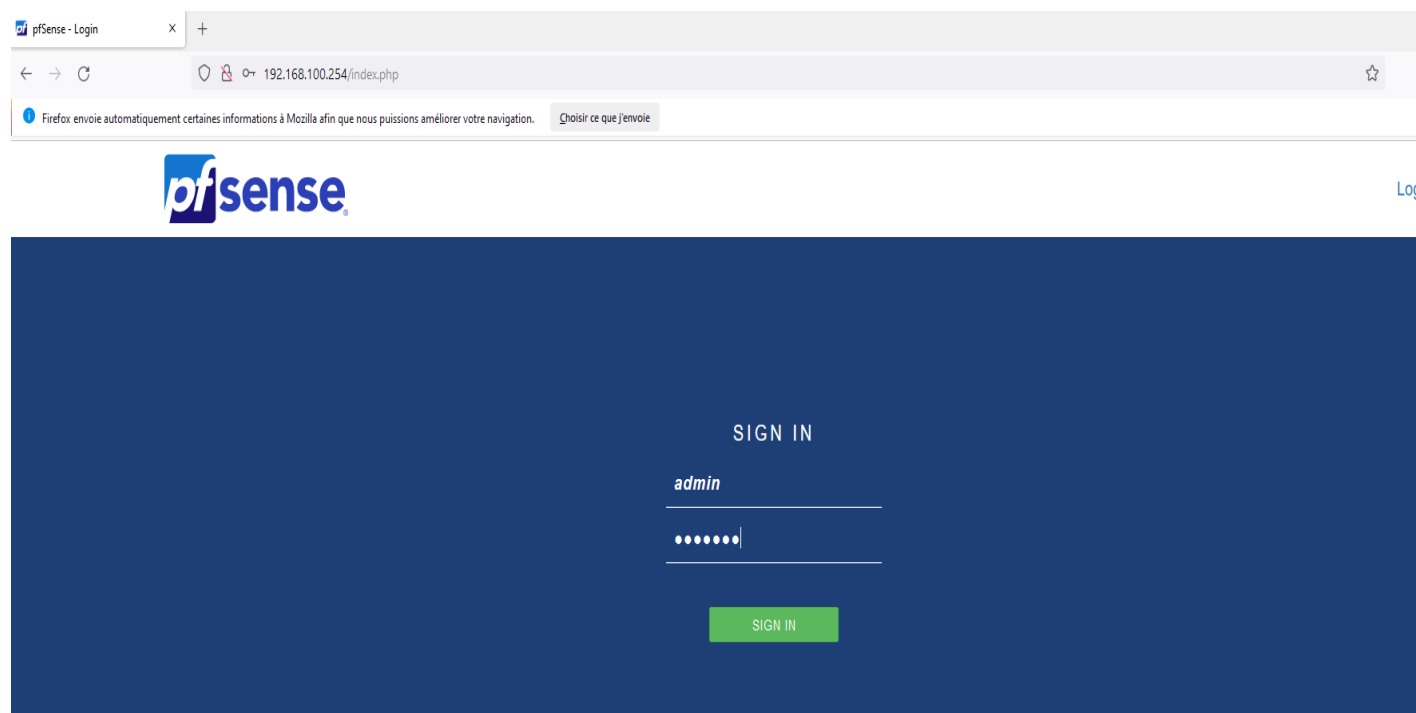 pfSense - Login
192.168.100.254/index.php
Firefox envoie automatiquement certaines informations à Mozilla afin que nous puissions améliorer votre navigation. Choisir ce que j'envoie
pfsense
SIGN IN
admin
•••••••
SIGN IN